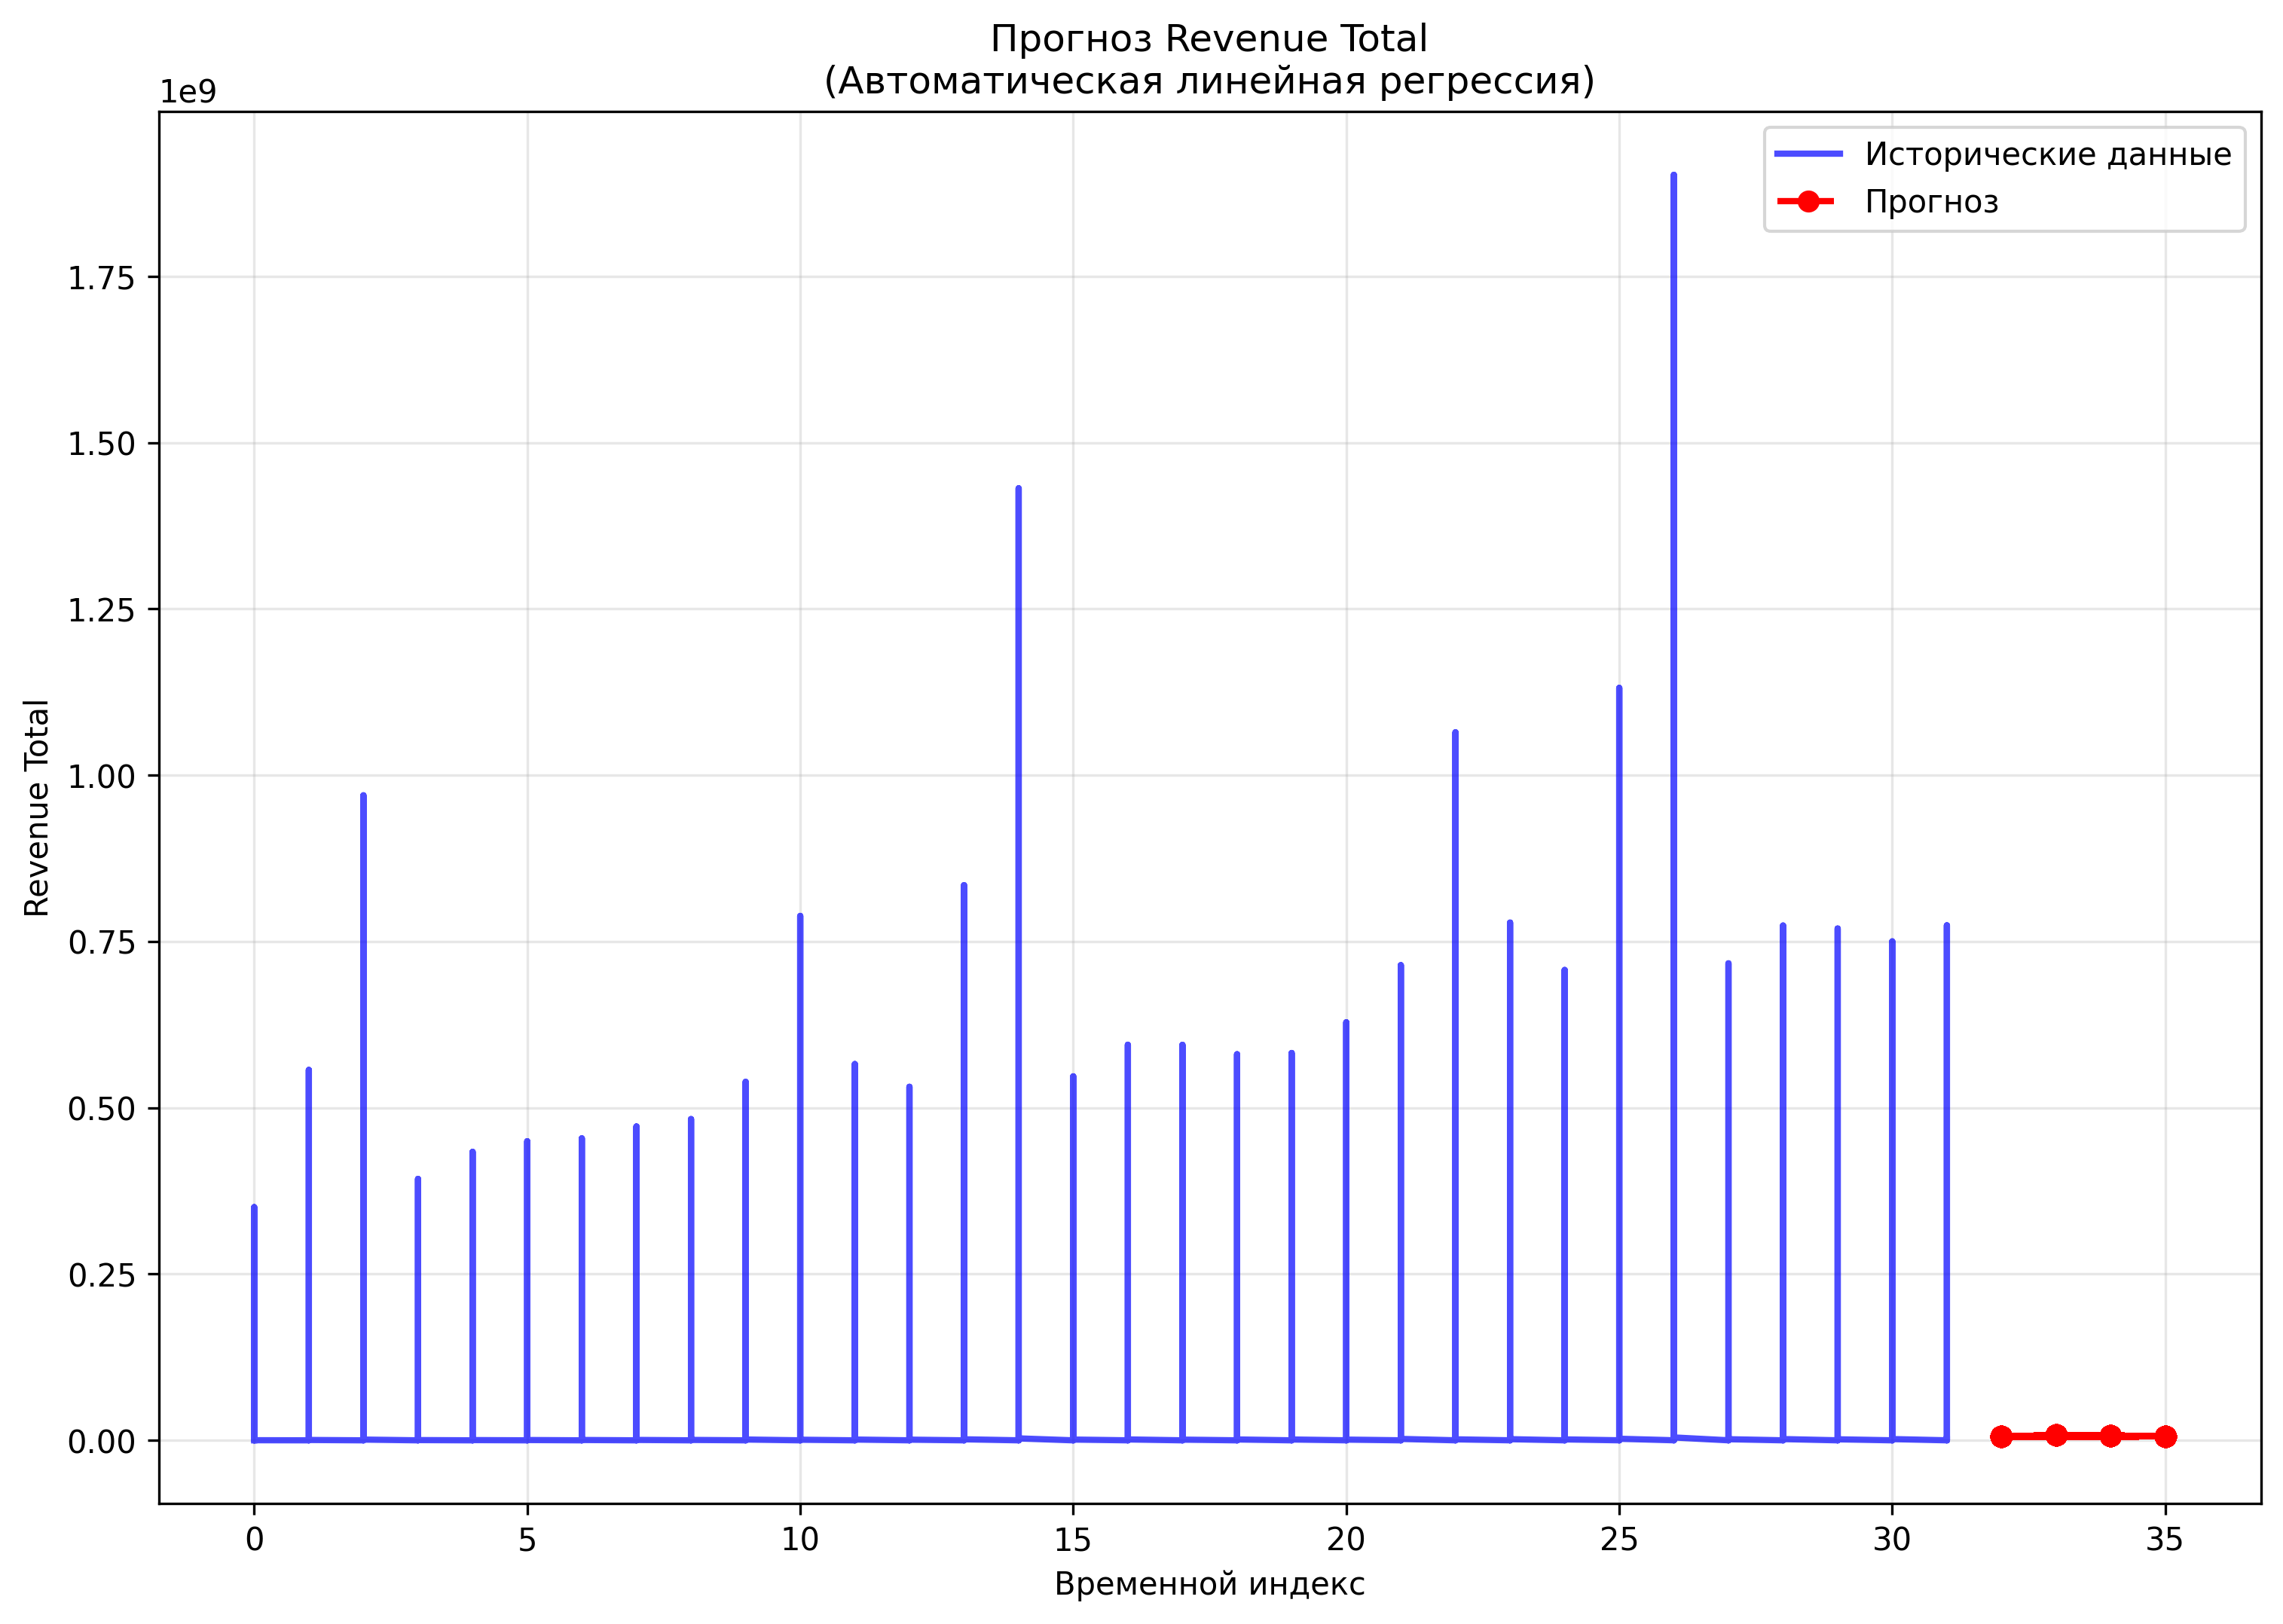 Прогноз Revenue Total
(Автоматическая линейная регрессия)
1e9
Исторические данные
Прогноз
1.75
1.50
1.25
1.00
0.75
0.50
0.25
0.00
Revenue Total
0 5 10 15 20 25 30 35
Временной индекс